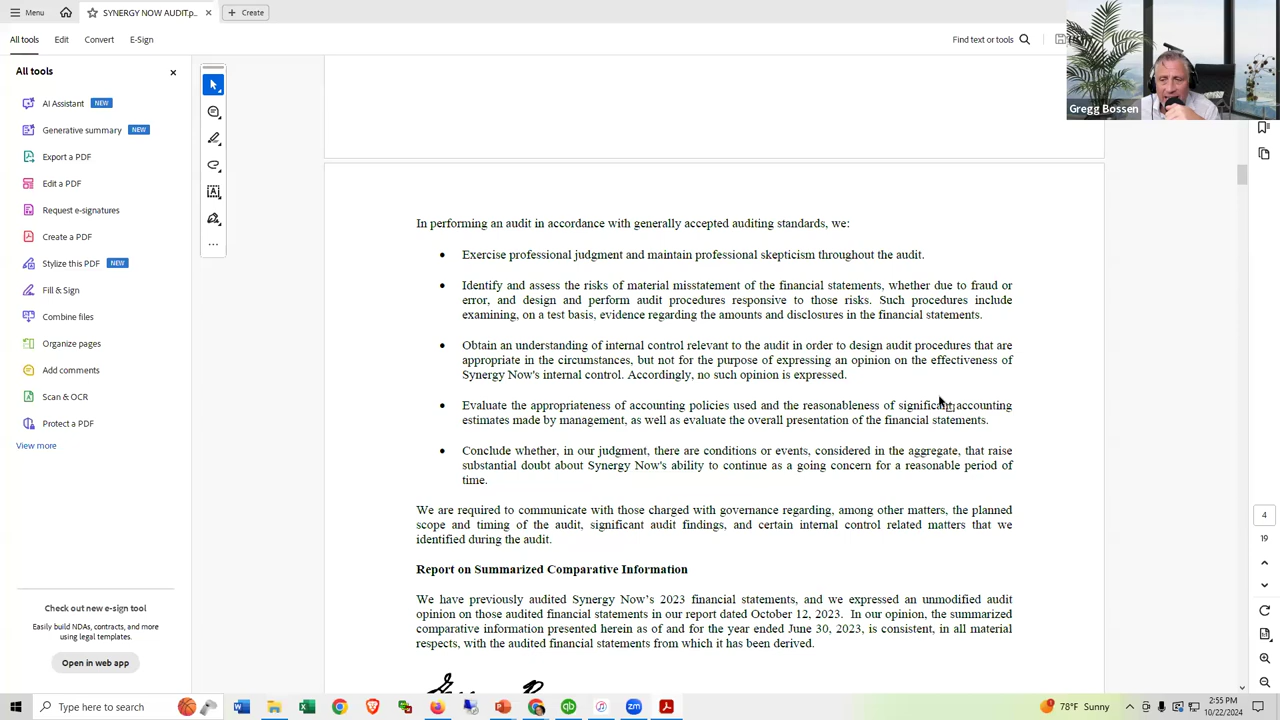 Menu
SYNERGY NOW AUDIT.p...
Create
All tools
Edit
Convert
E-Sign
Find text or tools
Gregg Bossen
All tools
AI Assistant NEW
Generative summary NEW
Export a PDF
Edit a PDF
Request e-signatures
Create a PDF
Stylize this PDF NEW
Fill & Sign
Combine files
Organize pages
Add comments
Scan & OCR
Protect a PDF
View more
Check out new e-sign tool
Easily build NDAs, contracts, and more
using legal templates.
Open in web app
In performing an audit in accordance with generally accepted auditing standards, we:
• Exercise professional judgment and maintain professional skepticism throughout the audit.
• Identify and assess the risks of material misstatement of the financial statements, whether due to fraud or
error, and design and perform audit procedures responsive to those risks. Such procedures include
examining, on a test basis, evidence regarding the amounts and disclosures in the financial statements.
• Obtain an understanding of internal control relevant to the audit in order to design audit procedures that are
appropriate in the circumstances, but not for the purpose of expressing an opinion on the effectiveness of
Synergy Now's internal control. Accordingly, no such opinion is expressed.
• Evaluate the appropriateness of accounting policies used and the reasonableness of significant accounting
estimates made by management, as well as evaluate the overall presentation of the financial statements.
• Conclude whether, in our judgment, there are conditions or events, considered in the aggregate, that raise
substantial doubt about Synergy Now's ability to continue as a going concern for a reasonable period of
time.
We are required to communicate with those charged with governance regarding, among other matters, the planned
scope and timing of the audit, significant audit findings, and certain internal control related matters that we
identified during the audit.
Report on Summarized Comparative Information
We have previously audited Synergy Now's 2023 financial statements, and we expressed an unmodified audit
opinion on those audited financial statements in our report dated October 12, 2023. In our opinion, the summarized
comparative information presented herein as of and for the year ended June 30, 2023, is consistent, in all material
respects, with the audited financial statements from which it has been derived.
4
19
Type here to search
78°F Sunny
2:55 PM
10/22/2024